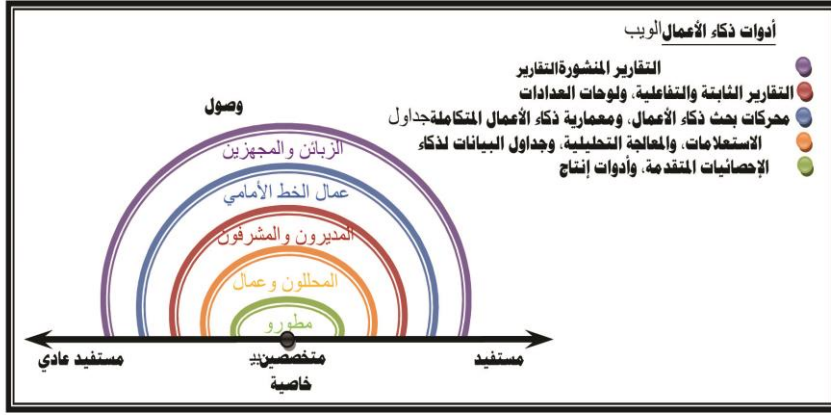 أدوات ذكاء الأعمال الويب
التقارير المنشورة التقارير
التقارير الثابتة والتفاعلية، ولوحات العدادات
محركات بحث ذكاء الأعمال، ومعمارية ذكاء الأعمال المتكاملة جداول
الاستعلامات، والمعالجة التحليلية، وجداول البيانات لذكاء
الإحصائيات المتقدمة، وأدوات إنتاج
وصول
الزبائن والمجهزين
عمال الخط الأمامي
المديرون والمشرفون
المحللون وعمال
مطورو
مستفيد
متخصصين
خاصية
مستفيد عادي